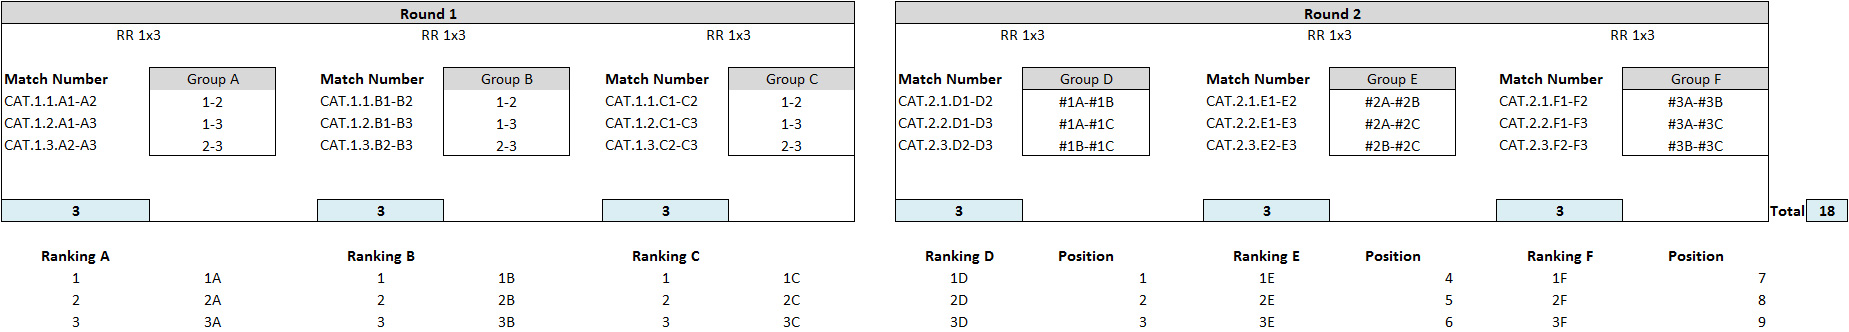 Round 1 Round 2
RR 1x3 RR 1x3 RR 1x3 RR 1x3 RR 1x3 RR 1x3
Match Number Group A Match Number Group B Match Number Group C Match Number Group D Match Number Group E Match Number Group F
CAT.1.1.A1-A2 1-2 CAT.1.1.B1-B2 1-2 CAT.1.1.C1-C2 1-2 CAT.2.1.D1-D2 #1A-#1B CAT.2.1.E1-E2 #2A-#2B CAT.2.1.F1-F2 #3A-#3B
CAT.1.2.A1-A3 1-3 CAT.1.2.B1-B3 1-3 CAT.1.2.C1-C3 1-3 CAT.2.2.D1-D3 #1A-#1C CAT.2.2.E1-E3 #2A-#2C CAT.2.2.F1-F3 #3A-#3C
CAT.1.3.A2-A3 2-3 CAT.1.3.B2-B3 2-3 CAT.1.3.C2-C3 2-3 CAT.2.3.D2-D3 #1B-#1C CAT.2.3.E2-E3 #2B-#2C CAT.2.3.F2-F3 #3B-#3C
3 3 3 3 3 3 Total 18
Ranking A Ranking B Ranking C Ranking D Position Ranking E Position Ranking F Position
1 1A 1 1B 1 1C 1D 1 1E 4 1F 7
2 2A 2 2B 2 2C 2D 2 2E 5 2F 8
3 3A 3 3B 3 3C 3D 3 3E 6 3F 9